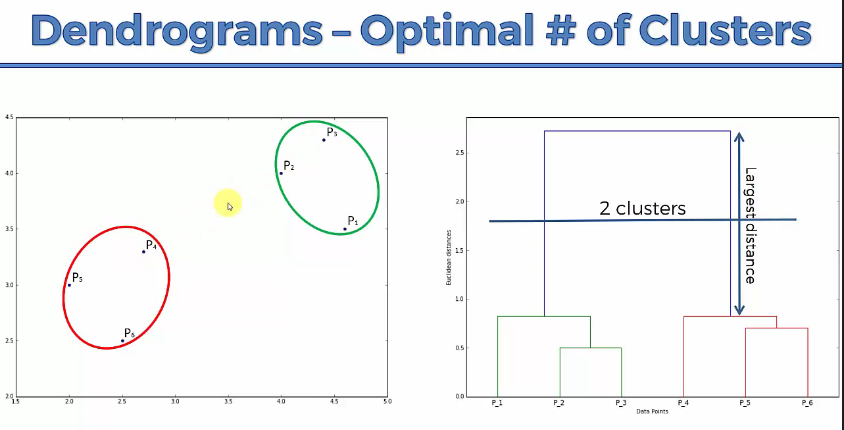 Dendrograms – Optimal # of Clusters
4.5
4.0
3.5
3.0
2.5
2.0
1.5
2.0
2.5
3.0
3.5
4.0
4.5
5.0
P3
P2
P1
P4
P5
P6
2.5
2.0
1.5
1.0
0.5
0.0
Euclidean distances
2 clusters
Largest distance
P_1
P_2
P_3
P_4
P_5
P_6
Data Points